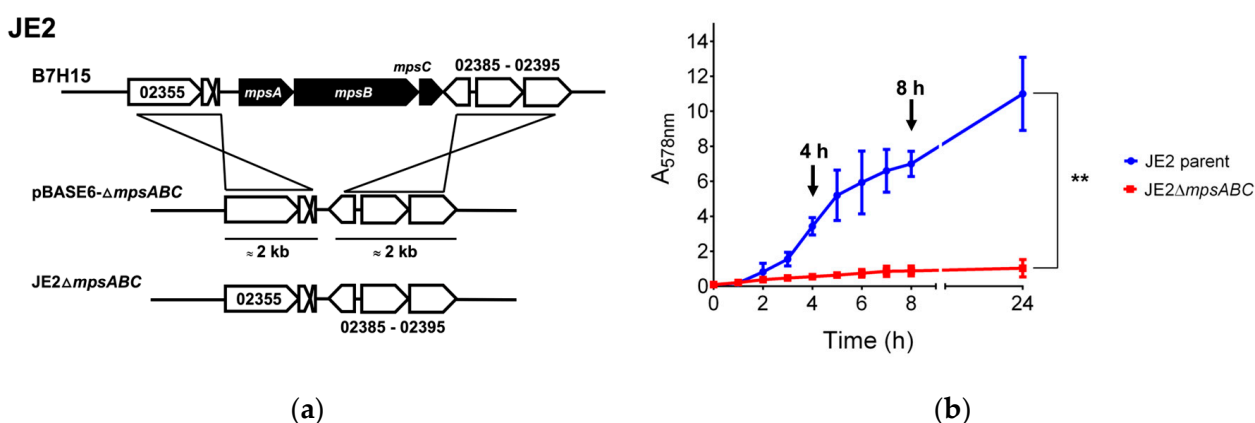 JE2
B7H15
02355
mpsA
mpsB
mpsC
02385 - 02395
pBASE6-ΔmpsABC
≈ 2 kb
≈ 2 kb
JE2ΔmpsABC
02355
02385 - 02395
(a)
A578nm
14
12
10
8
6
4
2
0
0
2
4
6
8
24
Time (h)
4 h
8 h
**
JE2 parent
JE2ΔmpsABC
(b)